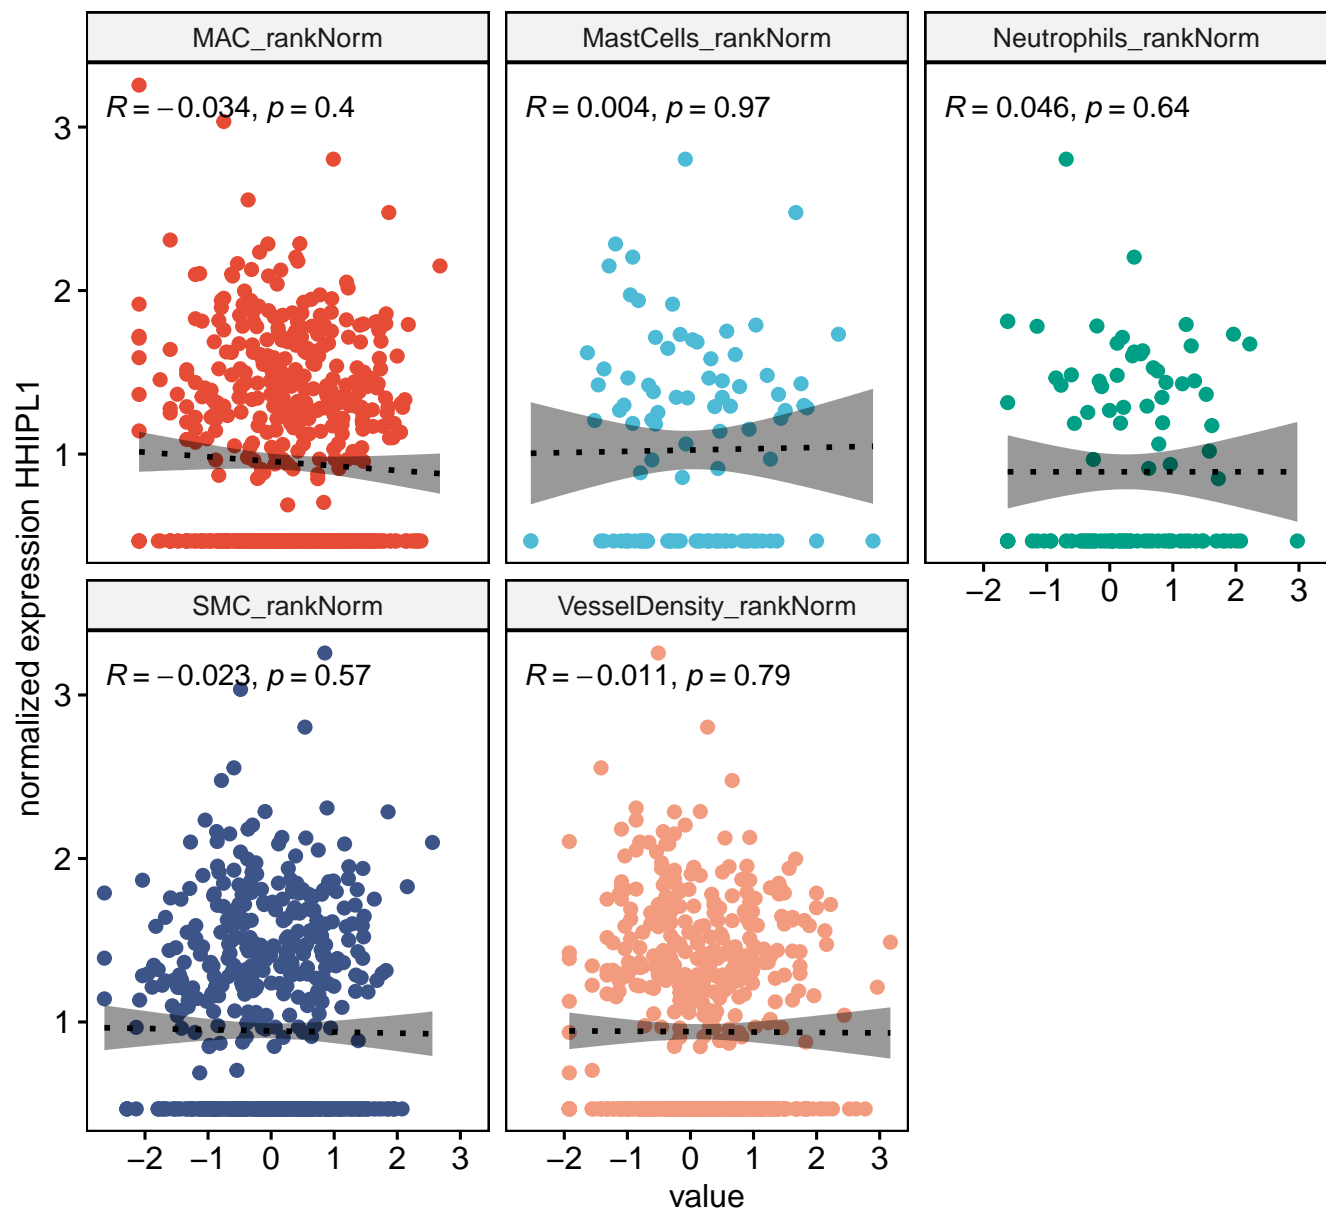 MAC_rankNorm
MastCells_rankNorm
Neutrophils_rankNorm
R = −0.034, p = 0.4
R = 0.004, p = 0.97
R = 0.046, p = 0.64
3
2
1
−2 −1 0 1 2 3
SMC_rankNorm
VesselDensity_rankNorm
R = −0.023, p = 0.57
R = −0.011, p = 0.79
3
2
1
−2 −1 0 1 2 3
−2 −1 0 1 2 3
value
normalized expression HHIPL1